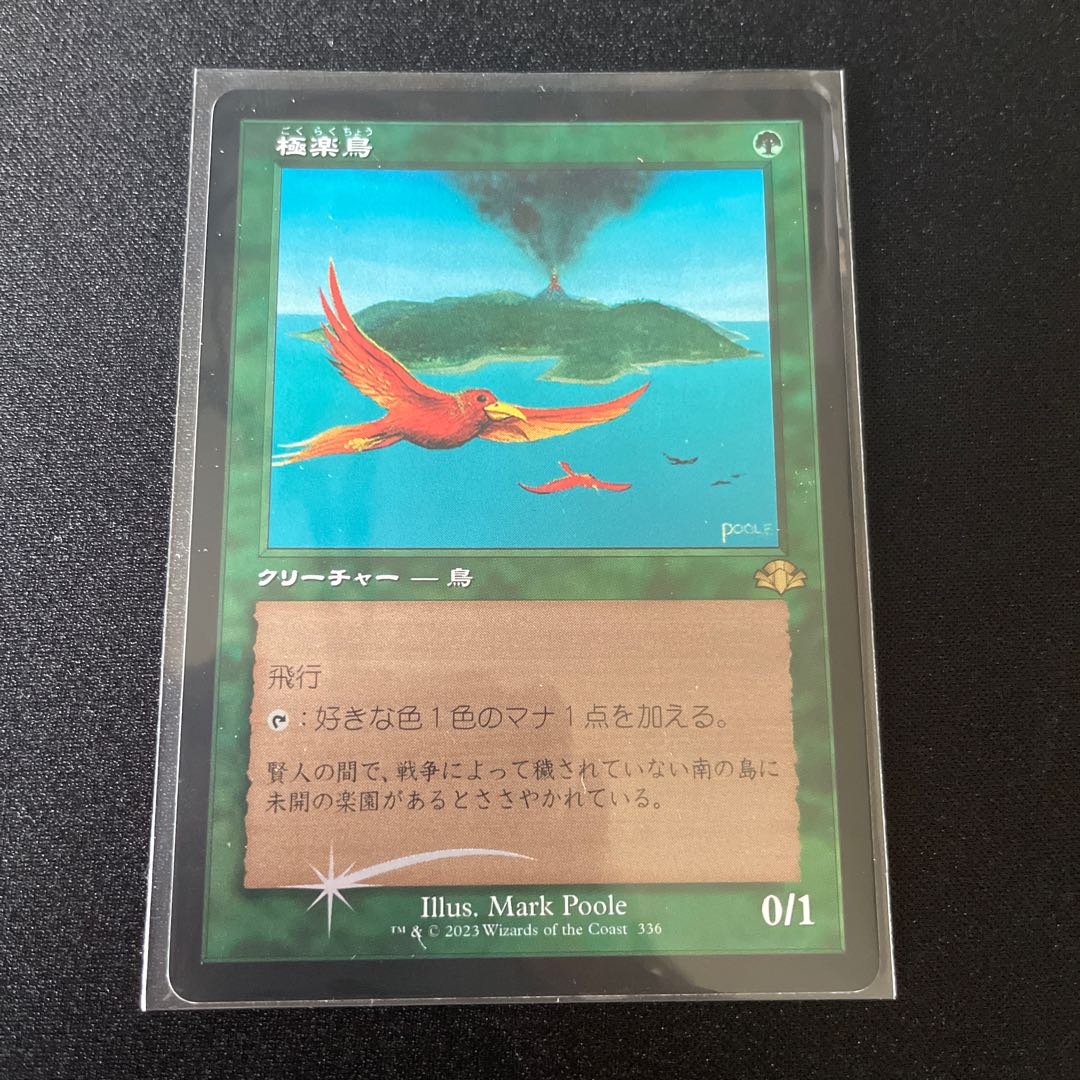 ごくらくちょう
極楽鳥
POOLE
クリーチャー — 鳥
飛行
：好きな色１色のマナ１点を加える。
賢人の間で、戦争によって穢されていない南の島に
未開の楽園があるとささやかれている。
Illus. Mark Poole
0/1
™ & © 2023 Wizards of the Coast 336